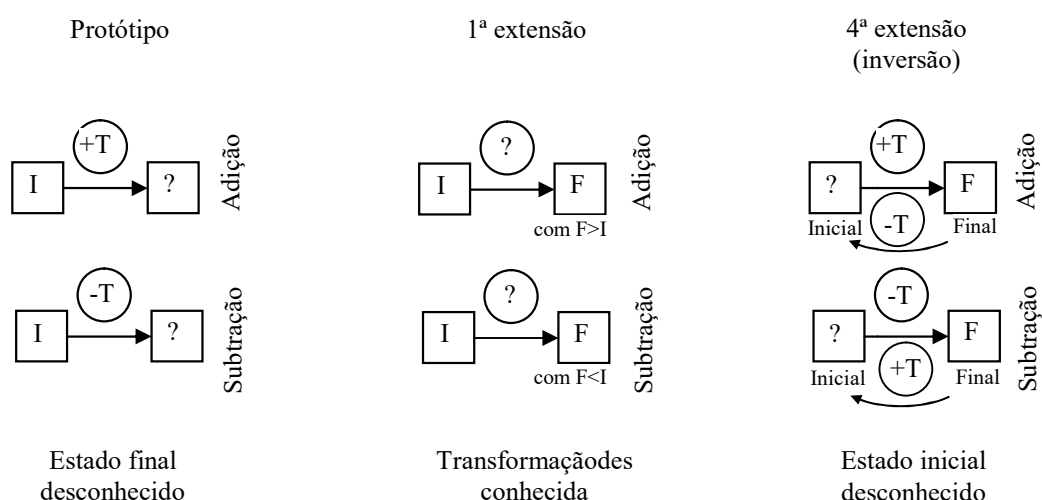 Protótipo
1ª extensão
4ª extensão
(inversão)
+T
I
?
Adição
?
I
F
com F>I
Adição
+T
?
F
Inicial
-T
Final
Adição
-T
I
?
Subtração
?
I
F
com F<I
Subtração
-T
?
F
Inicial
+T
Final
Subtração
Estado final
desconhecido
Transformaçãodes
conhecida
Estado inicial
desconhecido